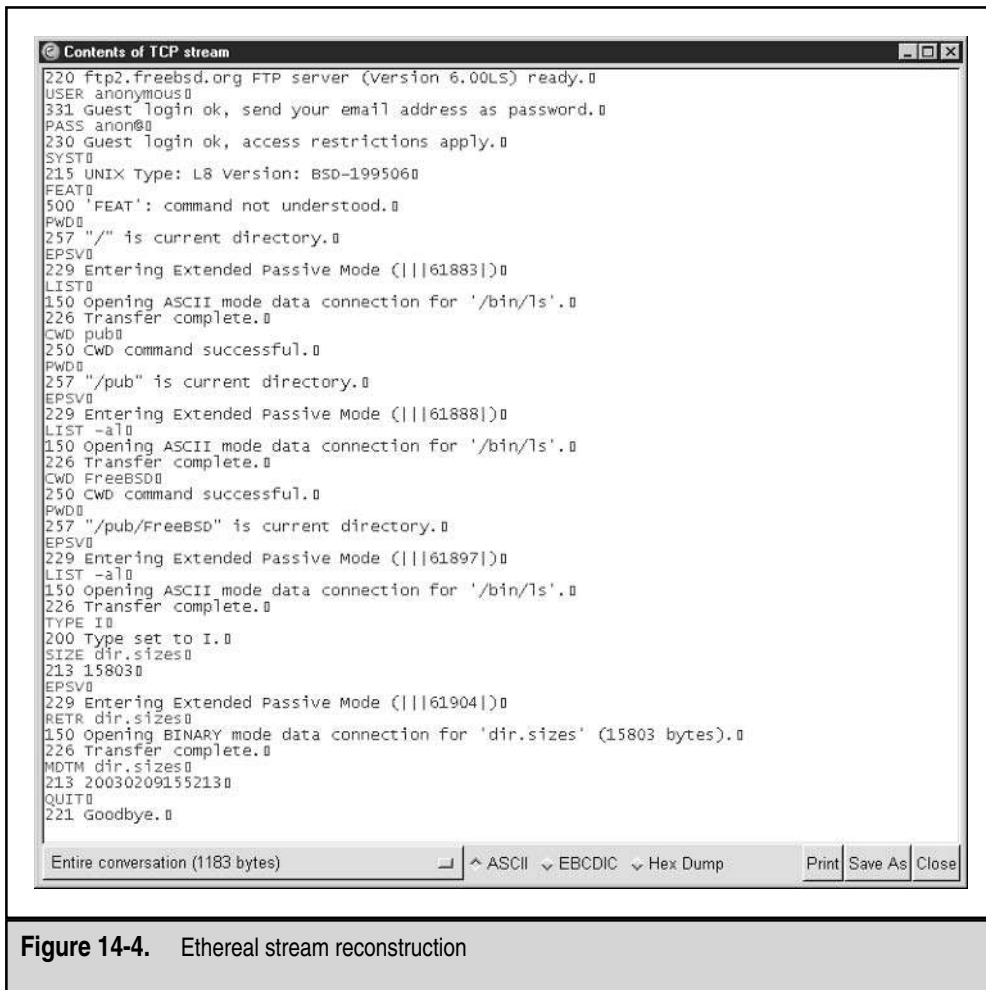 Contents of TCP stream
220 ftp2.freebsd.org FTP server (Version 6.00LS) ready.▯
USER anonymous▯
331 Guest login ok, send your email address as password.▯
PASS anon@▯
230 Guest login ok, access restrictions apply.▯
SYST▯
215 UNIX Type: L8 Version: BSD-199506▯
FEAT▯
500 'FEAT': command not understood.▯
PWD▯
257 "/" is current directory.▯
EPSV▯
229 Entering Extended Passive Mode (|||61883|)▯
LIST▯
150 Opening ASCII mode data connection for '/bin/ls'.▯
226 Transfer complete.▯
CWD pub▯
250 CWD command successful.▯
PWD▯
257 "/pub" is current directory.▯
EPSV▯
229 Entering Extended Passive Mode (|||61888|)▯
LIST -al▯
150 Opening ASCII mode data connection for '/bin/ls'.▯
226 Transfer complete.▯
CWD FreeBSD▯
250 CWD command successful.▯
PWD▯
257 "/pub/FreeBSD" is current directory.▯
EPSV▯
229 Entering Extended Passive Mode (|||61897|)▯
LIST -al▯
150 Opening ASCII mode data connection for '/bin/ls'.▯
226 Transfer complete.▯
TYPE I▯
200 Type set to I.▯
SIZE dir.sizes▯
213 15803▯
EPSV▯
229 Entering Extended Passive Mode (|||61904|)▯
RETR dir.sizes▯
150 Opening BINARY mode data connection for 'dir.sizes' (15803 bytes).▯
226 Transfer complete.▯
MDTM dir.sizes▯
213 20030209155213▯
QUIT▯
221 Goodbye.▯
Entire conversation (1183 bytes) ASCII EBCDIC Hex Dump Print Save As Close
Figure 14-4. Ethereal stream reconstruction